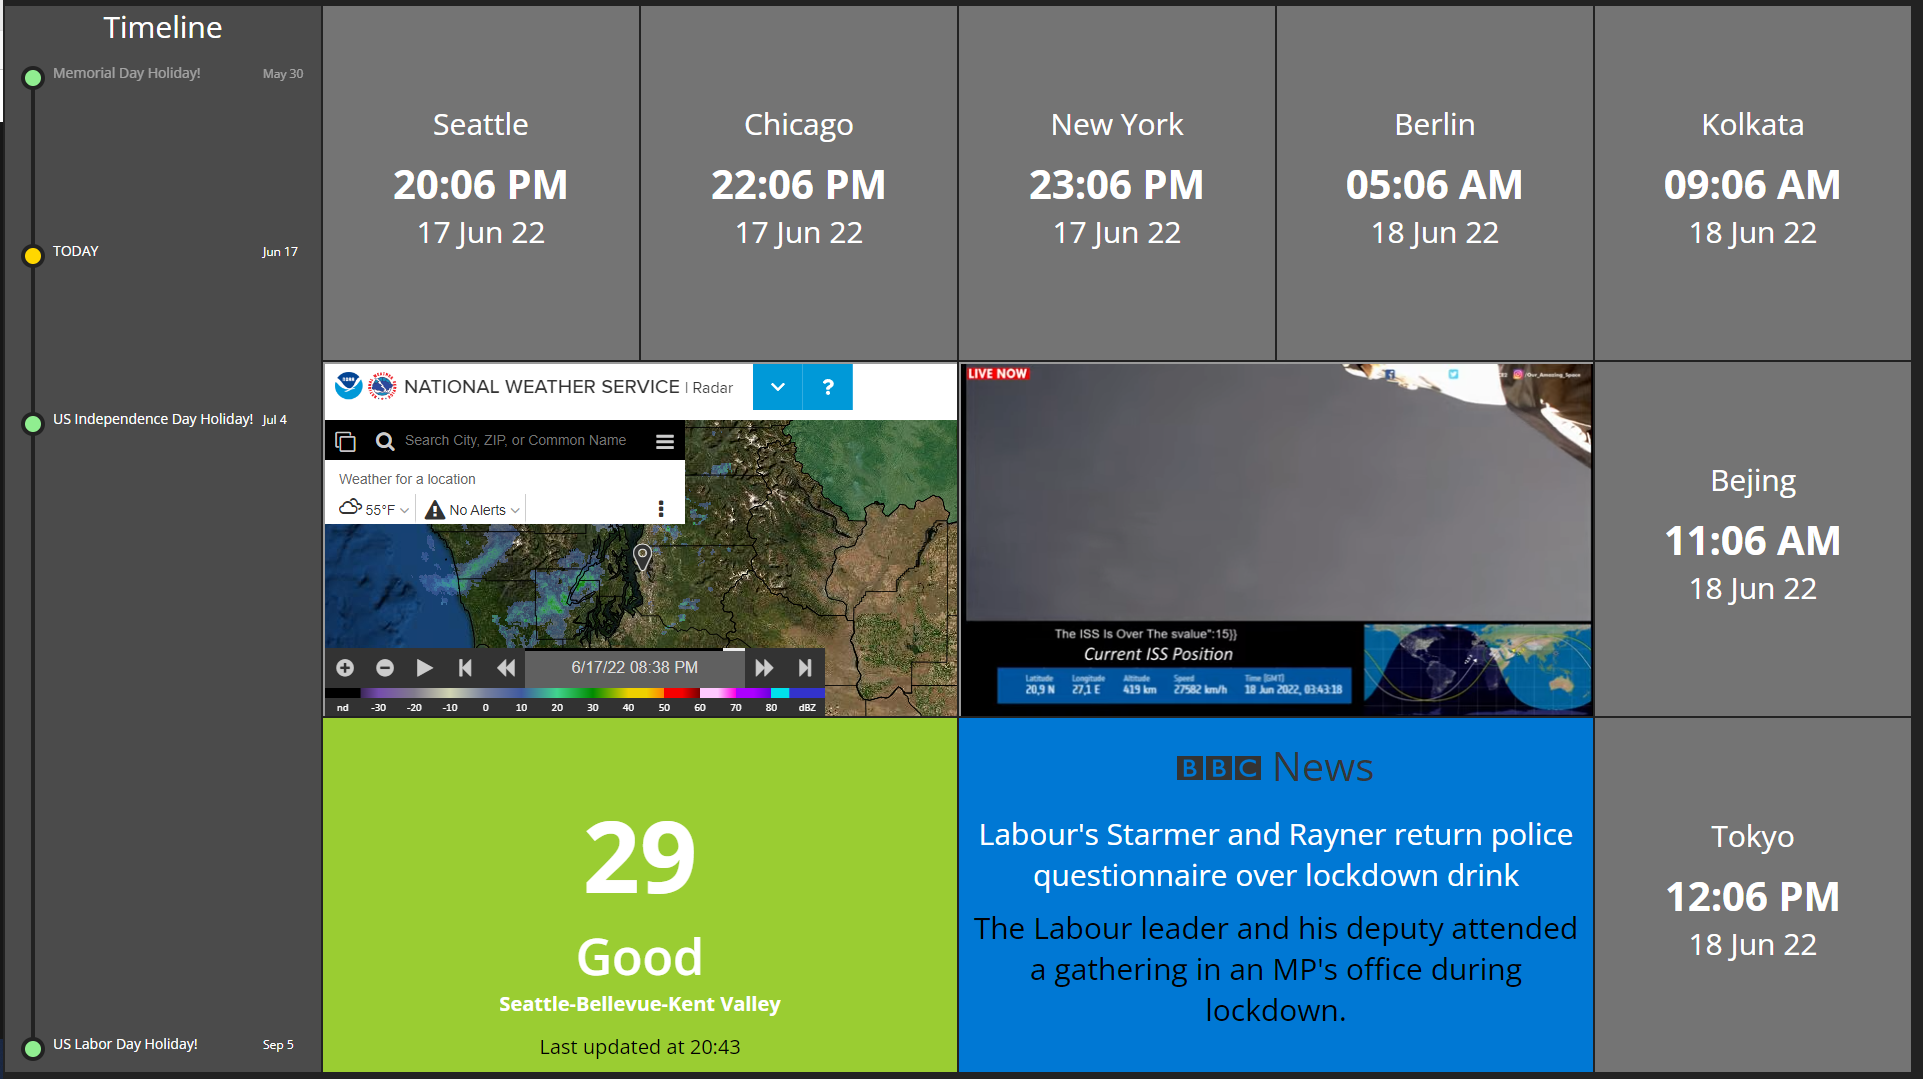 Timeline
Memorial Day Holiday! May 30
TODAY Jun 17
US Independence Day Holiday! Jul 4
US Labor Day Holiday! Sep 5
Seattle
20:06 PM
17 Jun 22
Chicago
22:06 PM
17 Jun 22
New York
23:06 PM
17 Jun 22
Berlin
05:06 AM
18 Jun 22
Kolkata
09:06 AM
18 Jun 22
NATIONAL WEATHER SERVICE | Radar
?
Search City, ZIP, or Common Name
Weather for a location
55°F No Alerts
6/17/22 08:38 PM
nd -30 -20 -10 0 10 20 30 40 50 60 70 80 dBZ
LIVE NOW
/Our_Amazing_Space
The ISS Is Over The svalue":15}}
Current ISS Position
Latitude Longitude Altitude Speed Time (GMT)
20,9 N 27,1 E 419 km 27582 km/h 18 Jun 2022, 03:43:18
Bejing
11:06 AM
18 Jun 22
29
Good
Seattle-Bellevue-Kent Valley
Last updated at 20:43
BBC News
Labour's Starmer and Rayner return police
questionnaire over lockdown drink
The Labour leader and his deputy attended
a gathering in an MP's office during
lockdown.
Tokyo
12:06 PM
18 Jun 22